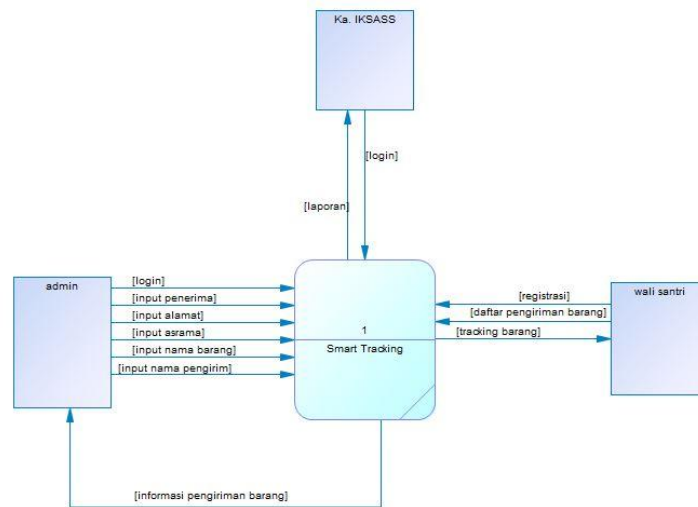 Ka. IKSASS
[login]
[laporan]
admin
[login]
[input penerima]
[input alamat]
[input asrama]
[input nama barang]
[input nama pengirim]
1
Smart Tracking
[registrasi]
[daftar pengiriman barang]
[tracking barang]
wali santri
[informasi pengiriman barang]